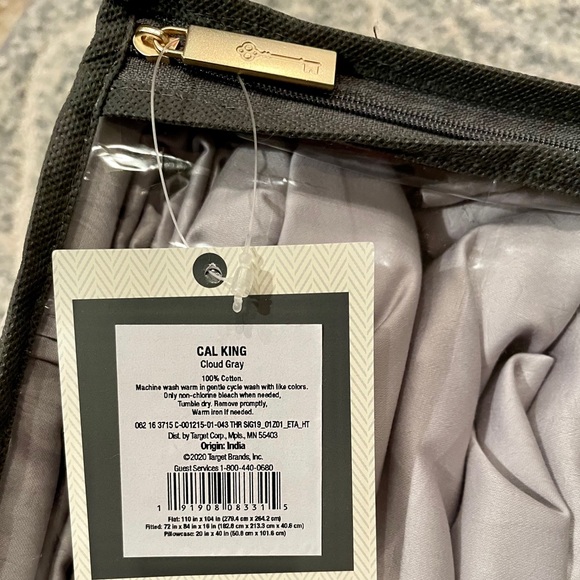 CAL KING
Cloud Gray
100% Cotton.
Machine wash warm in gentle cycle wash with like colors.
Only non-chlorine bleach when needed,
Tumble dry. Remove promptly,
Warm iron if needed.
062 16 3715 C-001215-01-043 THR SIG19_01Z01_ETA_HT
Dist. by Target Corp., Mpls, MN 55403
Origin: India
©2020 Target Brands, Inc.
Guest Services 1-800-440-0680
1 91908 08331 5
Flat: 110 in x 104 in (279.4 cm x 264.2 cm)
Fitted: 72 in x 84 in x 16 in (182.8 cm x 213.3 cm x 40.6 cm)
Pillowcase: 20 in x 40 in (50.8 cm x 101.6 cm)